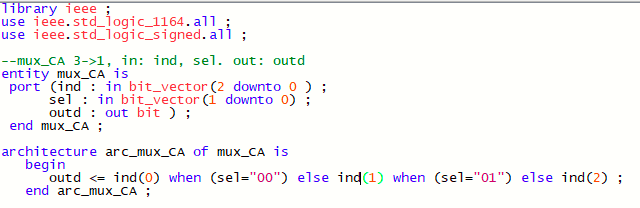 library ieee ;
use ieee.std_logic_1164.all ;
use ieee.std_logic_signed.all ;
--mux_CA 3->1, in: ind, sel. out: outd
entity mux_CA is
port (ind : in bit_vector(2 downto 0 ) ;
sel : in bit_vector(1 downto 0) ;
outd : out bit ) ;
end mux_CA ;
architecture arc_mux_CA of mux_CA is
begin
outd <= ind(0) when (sel="00") else ind(1) when (sel="01") else ind(2) ;
end arc_mux_CA ;